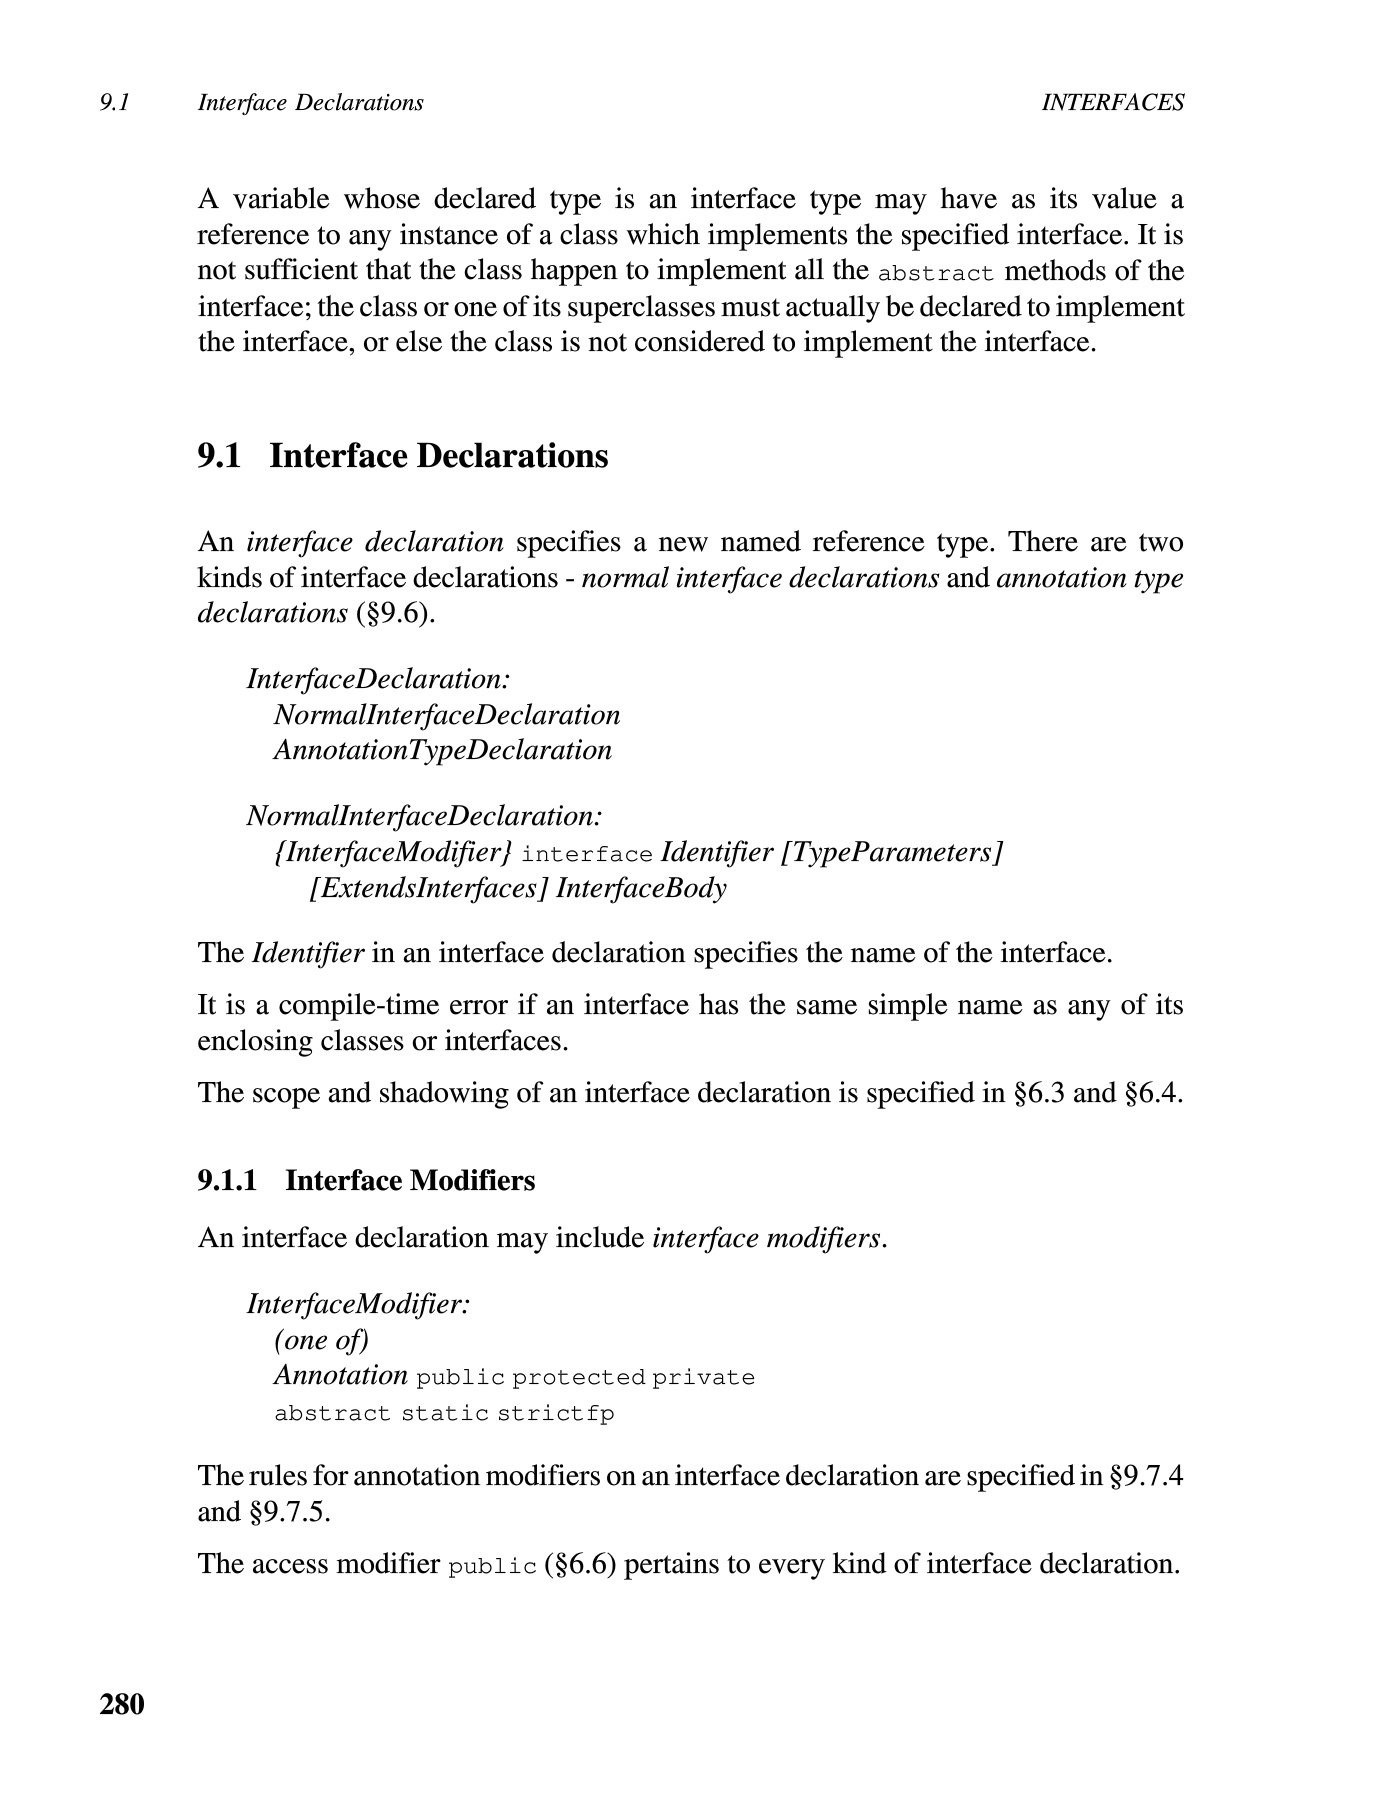 9.1 Interface Declarations INTERFACES
A variable whose declared type is an interface type may have as its value a
reference to any instance of a class which implements the specified interface. It is
not sufficient that the class happen to implement all the abstract methods of the
interface; the class or one of its superclasses must actually be declared to implement
the interface, or else the class is not considered to implement the interface.
9.1 Interface Declarations
An interface declaration specifies a new named reference type. There are two
kinds of interface declarations - normal interface declarations and annotation type
declarations (§9.6).
InterfaceDeclaration:
NormalInterfaceDeclaration
AnnotationTypeDeclaration
NormalInterfaceDeclaration:
{InterfaceModifier} interface Identifier [TypeParameters]
[ExtendsInterfaces] InterfaceBody
The Identifier in an interface declaration specifies the name of the interface.
It is a compile-time error if an interface has the same simple name as any of its
enclosing classes or interfaces.
The scope and shadowing of an interface declaration is specified in §6.3 and §6.4.
9.1.1 Interface Modifiers
An interface declaration may include interface modifiers.
InterfaceModifier:
(one of)
Annotation public protected private
abstract static strictfp
The rules for annotation modifiers on an interface declaration are specified in §9.7.4
and §9.7.5.
The access modifier public (§6.6) pertains to every kind of interface declaration.
280